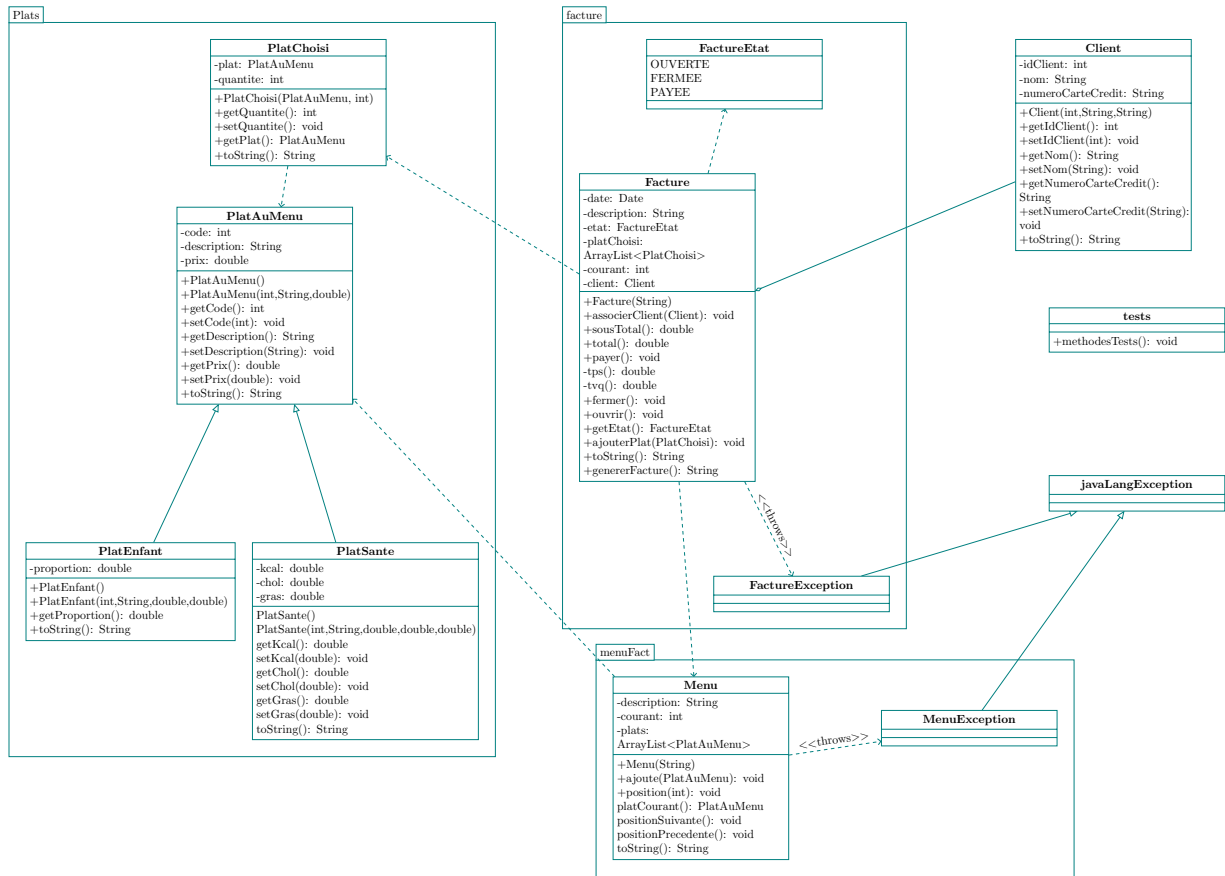 Plats
PlatChoisi
-plat: PlatAuMenu
-quantite: int
+PlatChoisi(PlatAuMenu, int)
+getQuantite(): int
+setQuantite(): void
+getPlat(): PlatAuMenu
+toString(): String
PlatAuMenu
-code: int
-description: String
-prix: double
+PlatAuMenu()
+PlatAuMenu(int,String,double)
+getCode(): int
+setCode(int): void
+getDescription(): String
+setDescription(String): void
+getPrix(): double
+setPrix(double): void
+toString(): String
PlatEnfant
-proportion: double
+PlatEnfant()
+PlatEnfant(int,String,double,double)
+getProportion(): double
+toString(): String
PlatSante
-kcal: double
-chol: double
-gras: double
PlatSante()
PlatSante(int,String,double,double,double)
getKcal(): double
setKcal(double): void
getChol(): double
setChol(double): void
getGras(): double
setGras(double): void
toString(): String
facture
FactureEtat
OUVERTE
FERMEE
PAYEE
Facture
-date: Date
-description: String
-etat: FactureEtat
-platChoisi:
ArrayList<PlatChoisi>
-courant: int
-client: Client
+Facture(String)
+associerClient(Client): void
+sousTotal(): double
+total(): double
+payer(): void
-tps(): double
-tvq(): double
+fermer(): void
+ouvrir(): void
+getEtat(): FactureEtat
+ajouterPlat(PlatChoisi): void
+toString(): String
+genererFacture(): String
<<throws>>
FactureException
menuFact
Menu
-description: String
-courant: int
-plats:
ArrayList<PlatAuMenu>
+Menu(String)
+ajoute(PlatAuMenu): void
+position(int): void
platCourant(): PlatAuMenu
positionSuivante(): void
positionPrecedente(): void
toString(): String
<<throws>>
MenuException
Client
-idClient: int
-nom: String
-numeroCarteCredit: String
+Client(int,String,String)
+getIdClient(): int
+setIdClient(int): void
+getNom(): String
+setNom(String): void
+getNumeroCarteCredit():
String
+setNumeroCarteCredit(String):
void
+toString(): String
tests
+methodesTests(): void
javaLangException